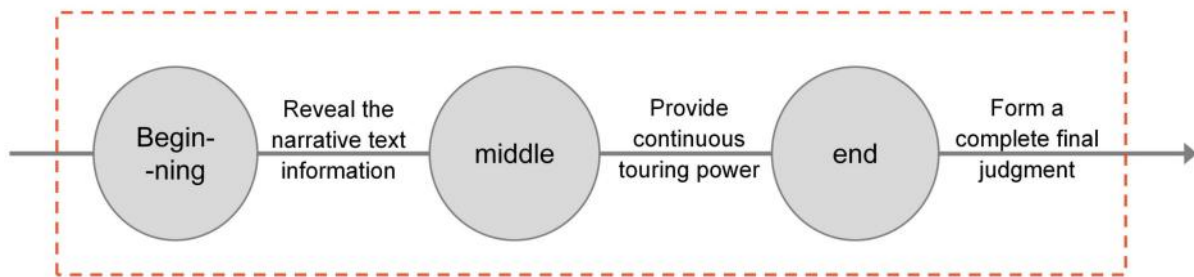 Begin-
-ning
Reveal the
narrative text
information
middle
Provide
continuous
touring power
end
Form a
complete final
judgment